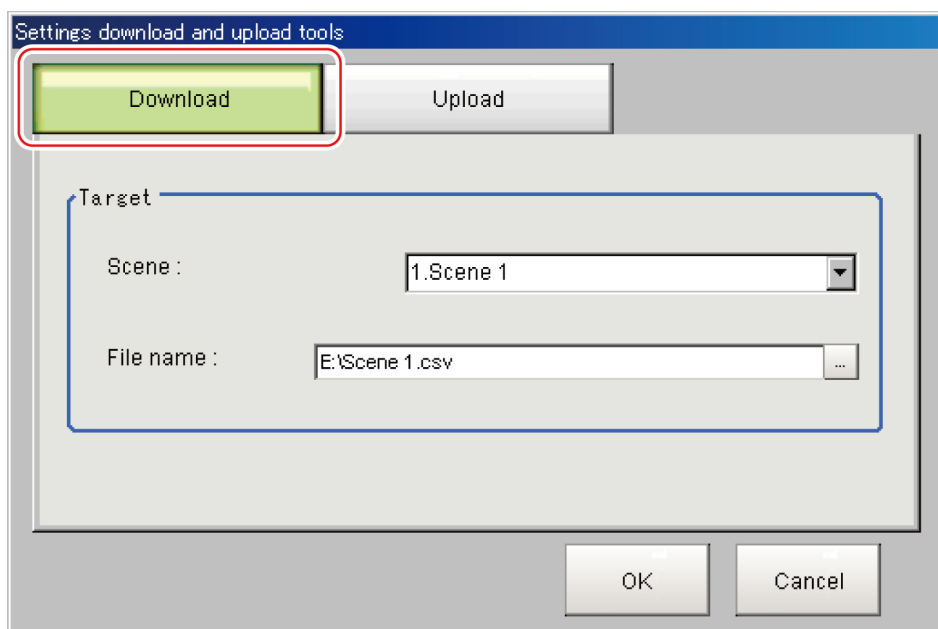 Settings download and upload tools
Download
Upload
Target
Scene :
1.Scene 1
File name :
E:\Scene 1.csv
...
OK
Cancel